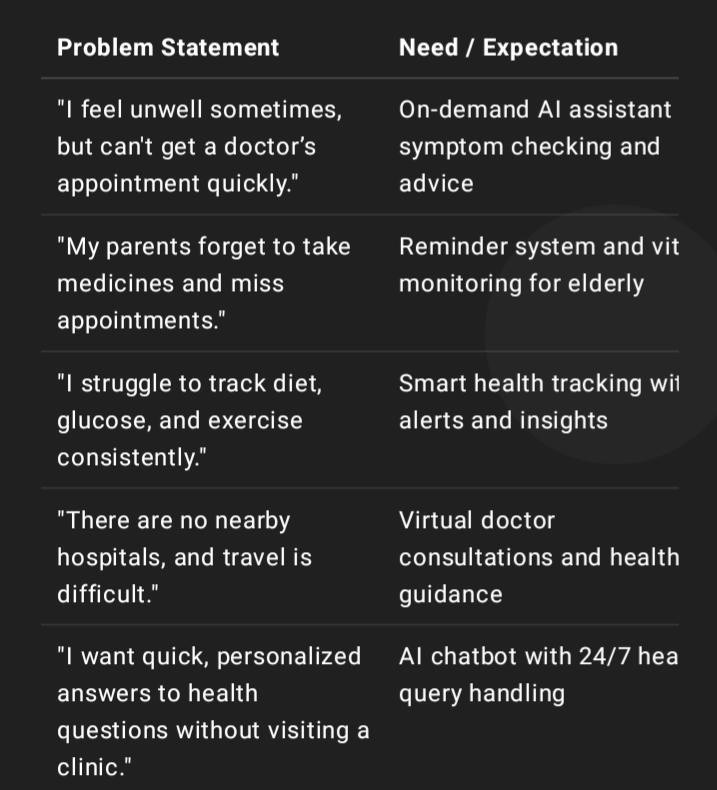 Problem Statement
Need / Expectation
"I feel unwell sometimes,
but can't get a doctor’s
appointment quickly."
On-demand AI assistant
symptom checking and
advice
"My parents forget to take
medicines and miss
appointments."
Reminder system and
monitoring for elderly
"I struggle to track diet,
glucose, and exercise
consistently."
Smart health tracking
alerts and insights
"There are no nearby
hospitals, and travel is
difficult."
Virtual doctor
consultations and health
guidance
"I want quick, personalized
answers to health
questions without visiting a
clinic."
AI chatbot with 24/7
query handling